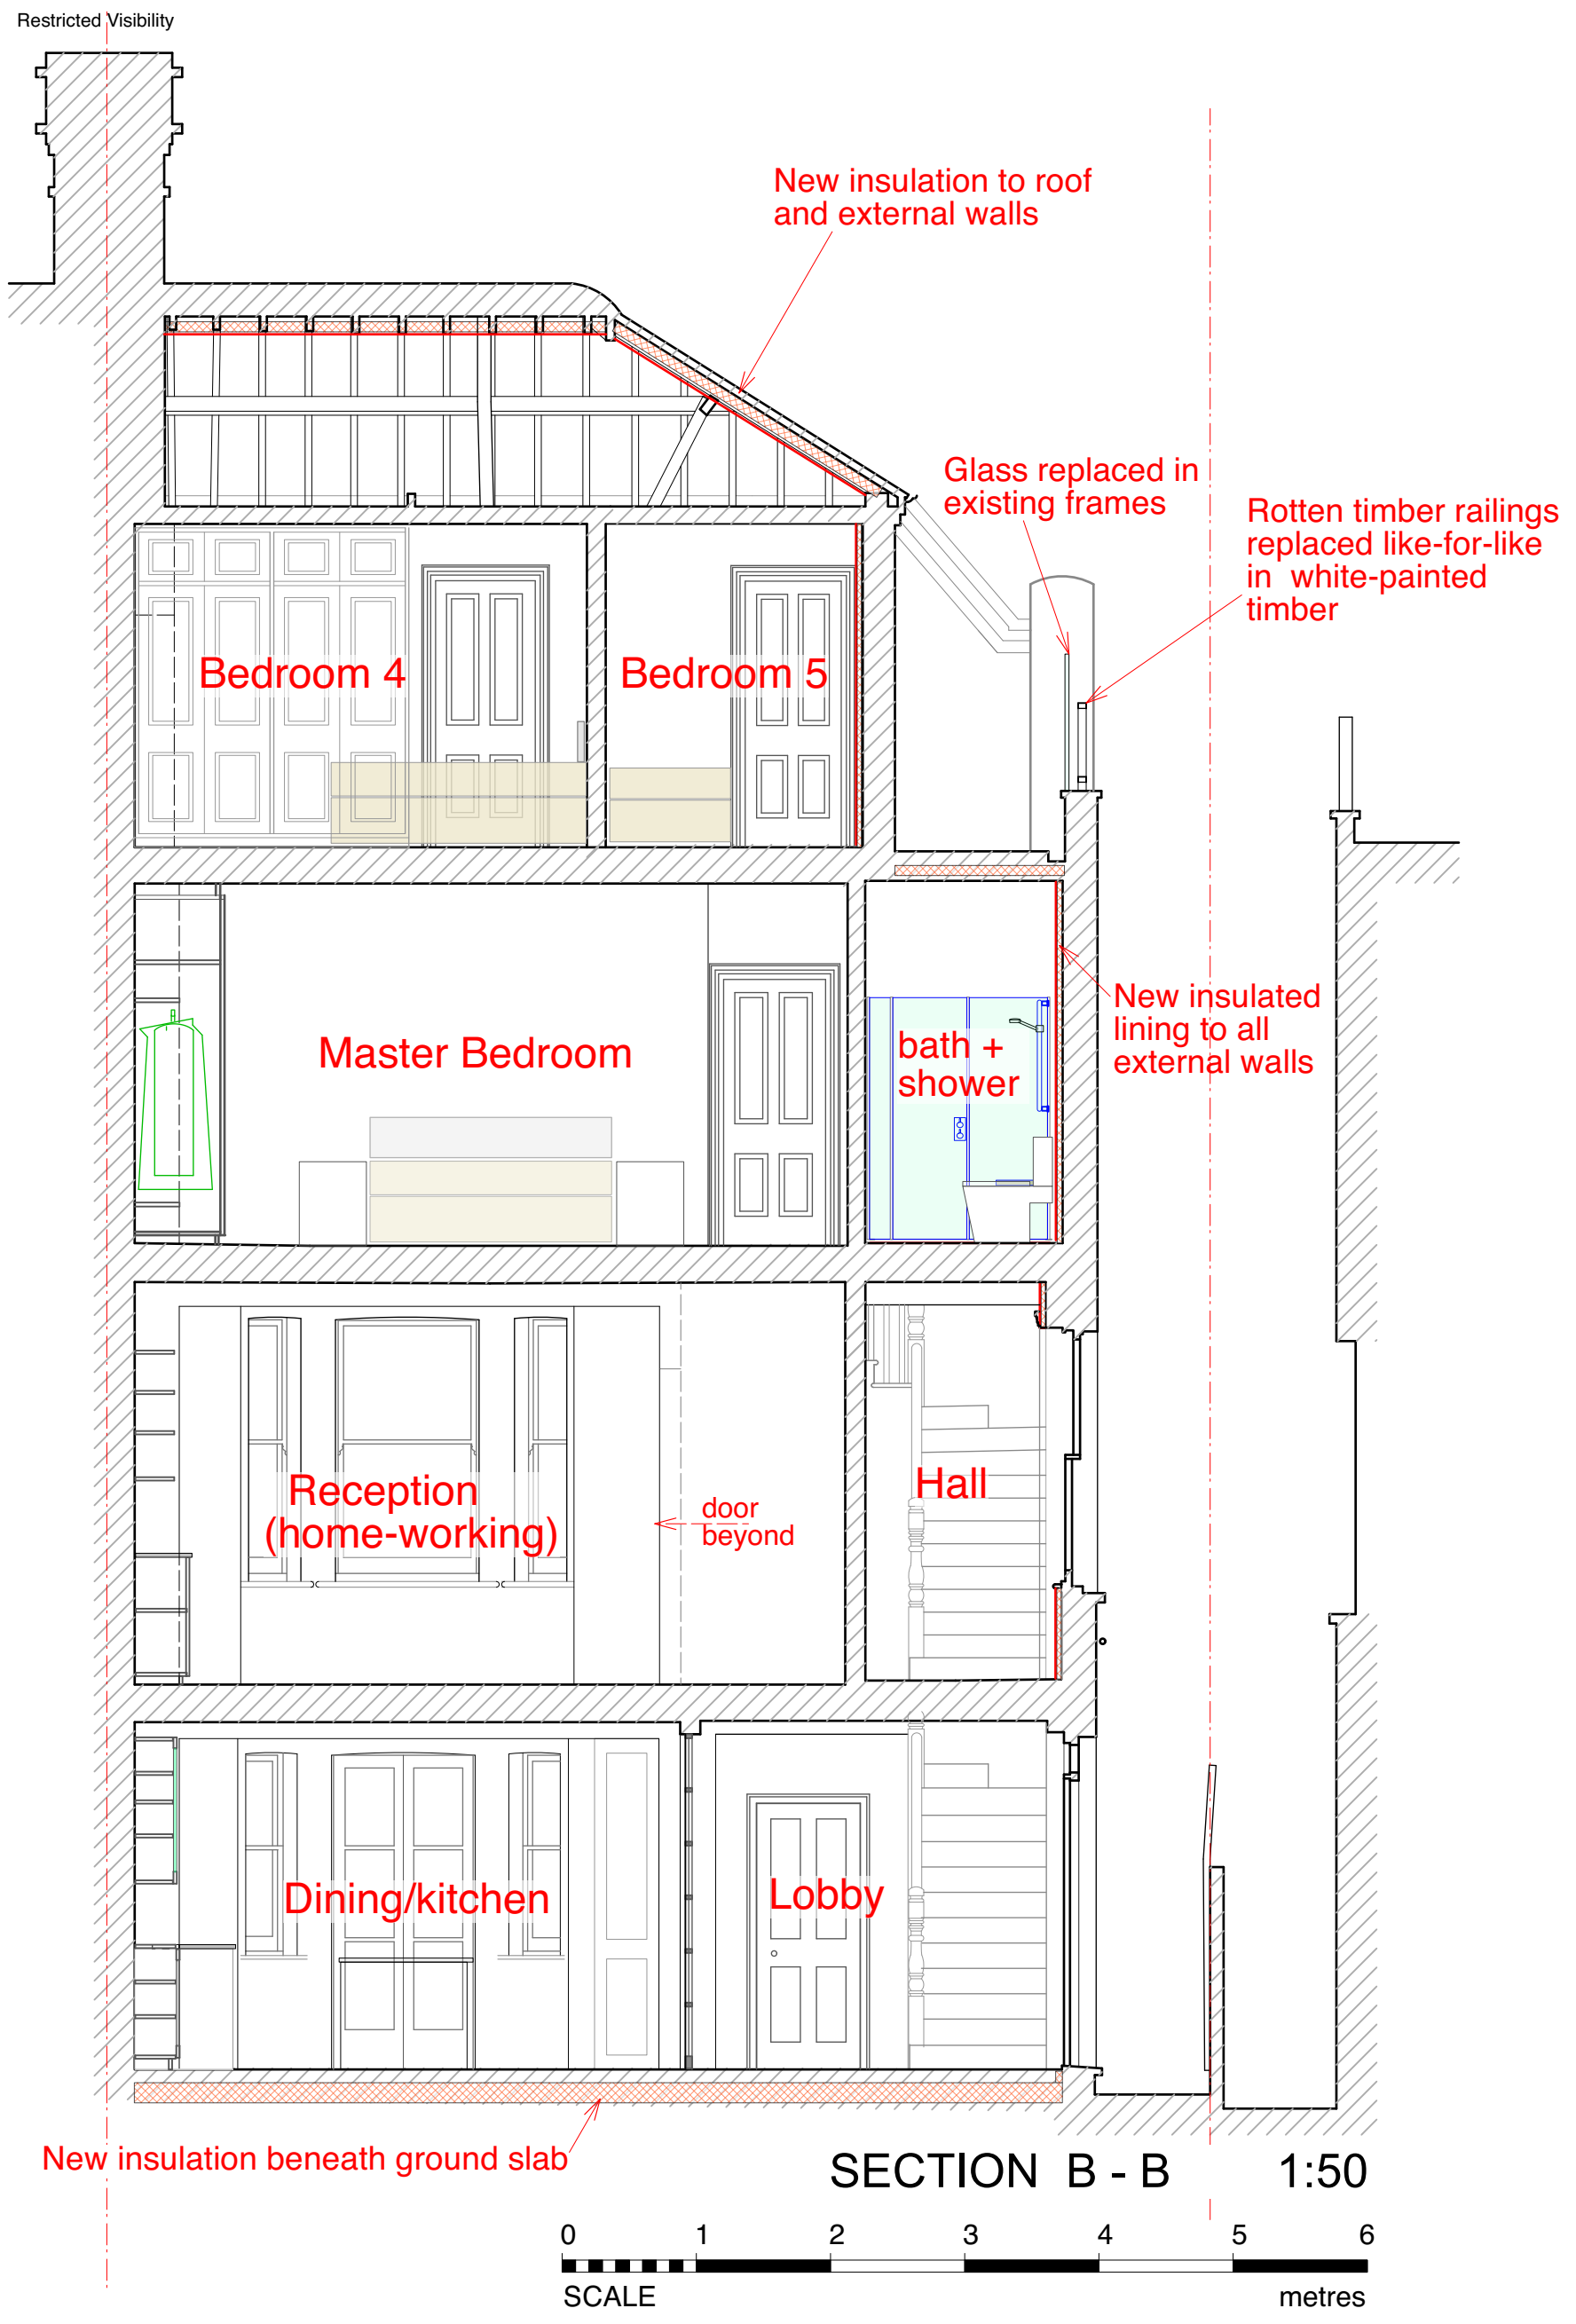 Restricted Visibility
New insulation to roof
and external walls
Glass replaced in
existing frames
Rotten timber railings
replaced like-for-like
in white-painted
timber
Bedroom 4
Bedroom 5
New insulated
lining to all
external walls
Master Bedroom
bath +
shower
Reception
(home-working)
door
beyond
Hall
Dining/kitchen
Lobby
New insulation beneath ground slab
SECTION B - B 1:50
0 1 2 3 4 5 6
SCALE metres